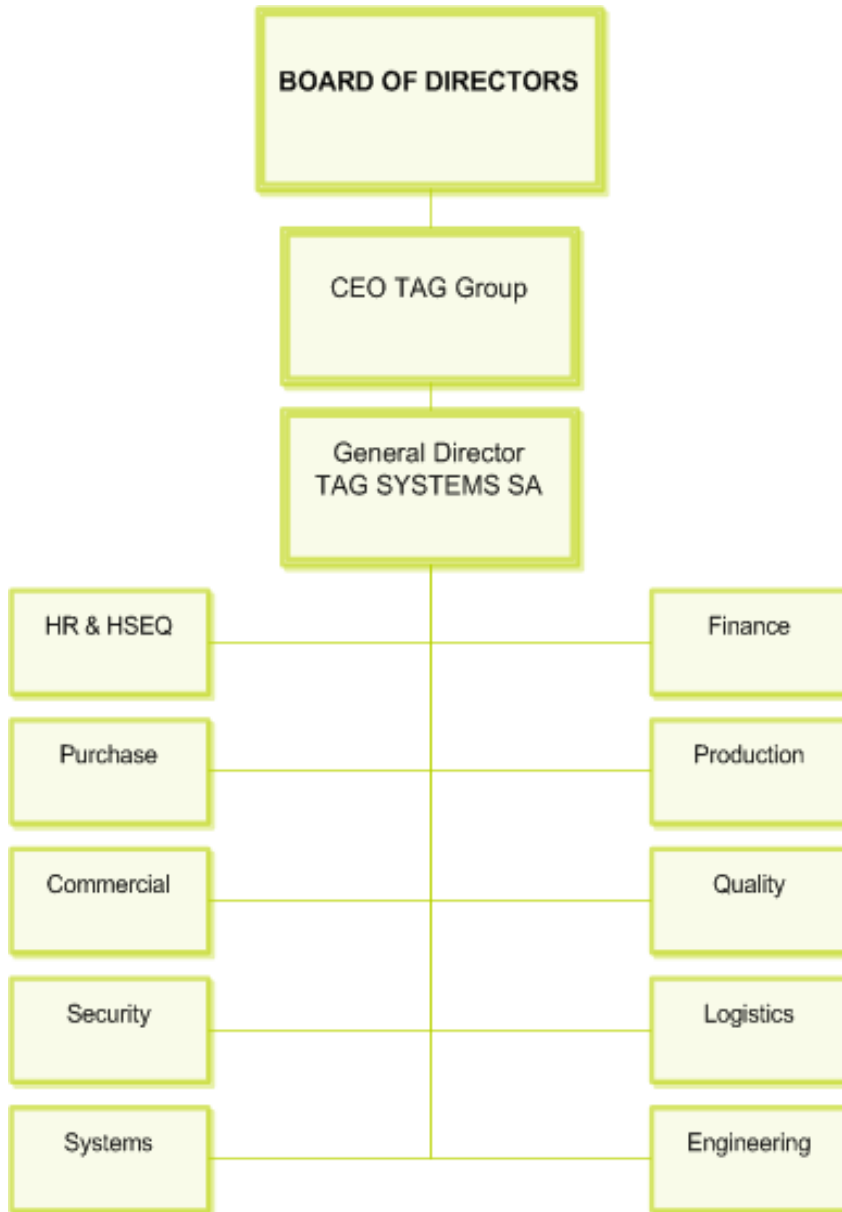 BOARD OF DIRECTORS
CEO TAG Group
General Director
TAG SYSTEMS SA
HR & HSEQ
Finance
Purchase
Production
Commercial
Quality
Security
Logistics
Systems
Engineering